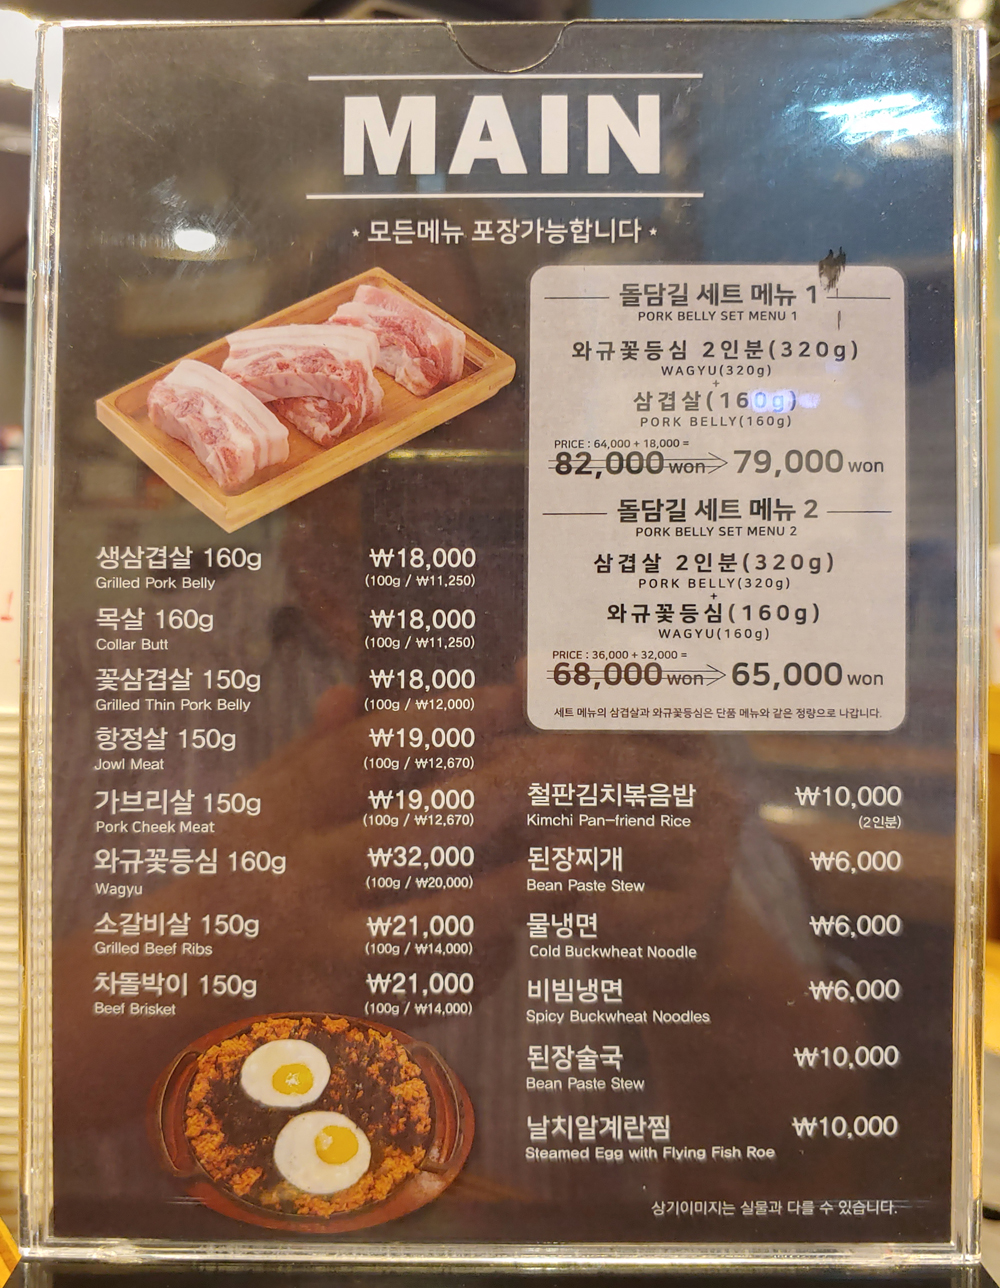 MAIN
* 모든메뉴 포장가능합니다 *
돌담길 세트 메뉴 1
PORK BELLY SET MENU 1
와규꽃등심 2인분(320g)
WAGYU(320g)
+
삼겹살(160g)
PORK BELLY(160g)
PRICE : 64,000 + 18,000 =
82,000 won 79,000 won
돌담길 세트 메뉴 2
PORK BELLY SET MENU 2
삼겹살 2인분(320g)
PORK BELLY(320g)
+
와규꽃등심(160g)
WAGYU(160g)
PRICE : 36,000 + 32,000 =
68,000 won 65,000 won
세트 메뉴의 삼겹살과 와규꽃등심은 단품 메뉴와 같은 정량으로 나갑니다.
생삼겹살 160g ₩18,000
Grilled Pork Belly (100g / ₩11,250)
목살 160g ₩18,000
Collar Butt (100g / ₩11,250)
꽃삼겹살 150g ₩18,000
Grilled Thin Pork Belly (100g / ₩12,000)
항정살 150g ₩19,000
Jowl Meat (100g / ₩12,670)
가브리살 150g ₩19,000
Pork Cheek Meat (100g / ₩12,670)
와규꽃등심 160g ₩32,000
Wagyu (100g / ₩20,000)
소갈비살 150g ₩21,000
Grilled Beef Ribs (100g / ₩14,000)
차돌박이 150g ₩21,000
Beef Brisket (100g / ₩14,000)
철판김치볶음밥 ₩10,000
Kimchi Pan-friend Rice (2인분)
된장찌개 ₩6,000
Bean Paste Stew
물냉면 ₩6,000
Cold Buckwheat Noodle
비빔냉면 ₩6,000
Spicy Buckwheat Noodles
된장술국 ₩10,000
Bean Paste Stew
날치알계란찜 ₩10,000
Steamed Egg with Flying Fish Roe
상기이미지는 실물과 다를 수 있습니다.